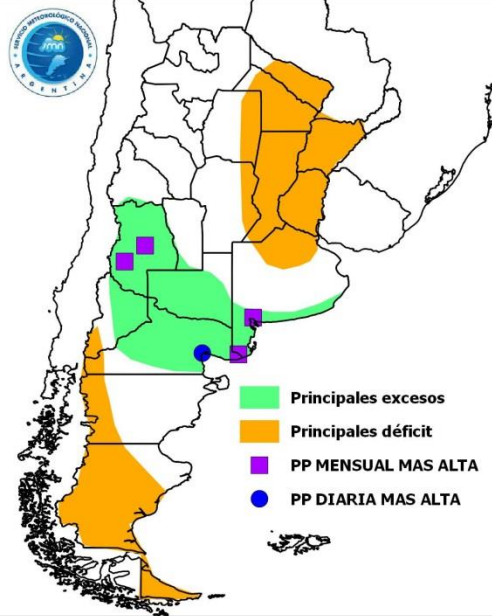 SERVICIO METEOROLÓGICO NACIONAL
smn
ARGENTINA
Principales excesos
Principales déficit
PP MENSUAL MAS ALTA
PP DIARIA MAS ALTA